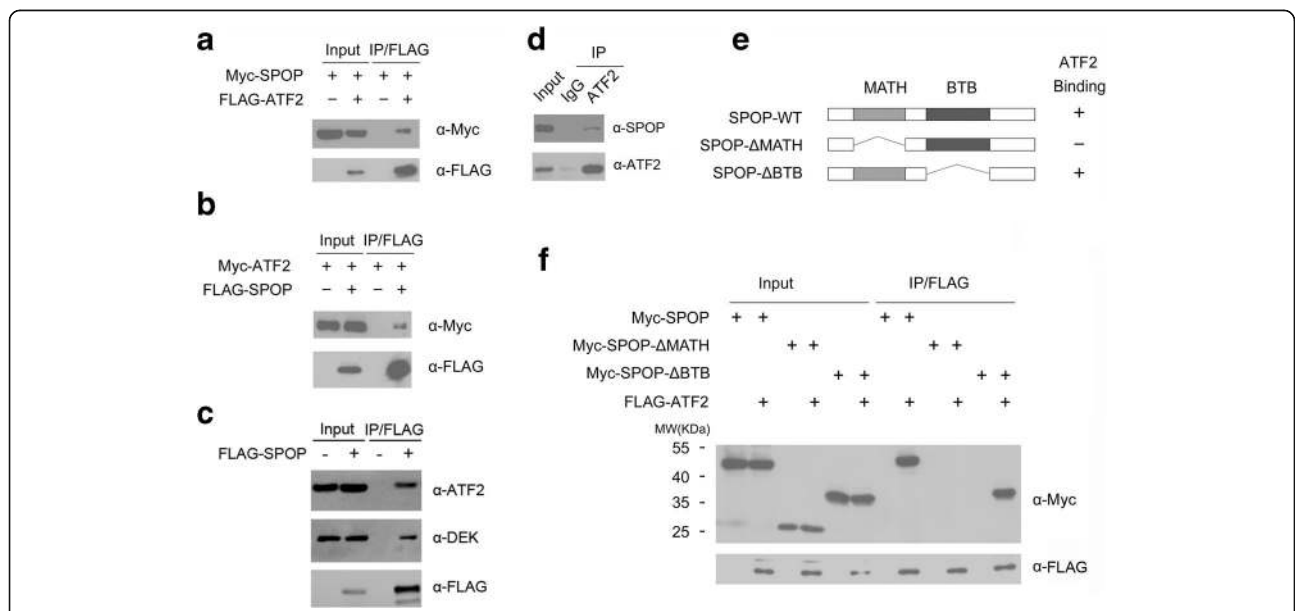 a
Input IP/FLAG
Myc-SPOP + + + +
FLAG-ATF2 − + − +
α-Myc
α-FLAG
b
Input IP/FLAG
Myc-ATF2 + + + +
FLAG-SPOP − + − +
α-Myc
α-FLAG
c
Input IP/FLAG
FLAG-SPOP - + - +
α-ATF2
α-DEK
α-FLAG
d
IP
Input IgG ATF2
α-SPOP
α-ATF2
e
ATF2
MATH BTB Binding
SPOP-WT +
SPOP-ΔMATH −
SPOP-ΔBTB +
f
Input IP/FLAG
Myc-SPOP + + + +
Myc-SPOP-ΔMATH + + + +
Myc-SPOP-ΔBTB + + + +
FLAG-ATF2 + + + + + +
MW(KDa)
55 -
40 -
35 -
25 -
α-Myc
α-FLAG